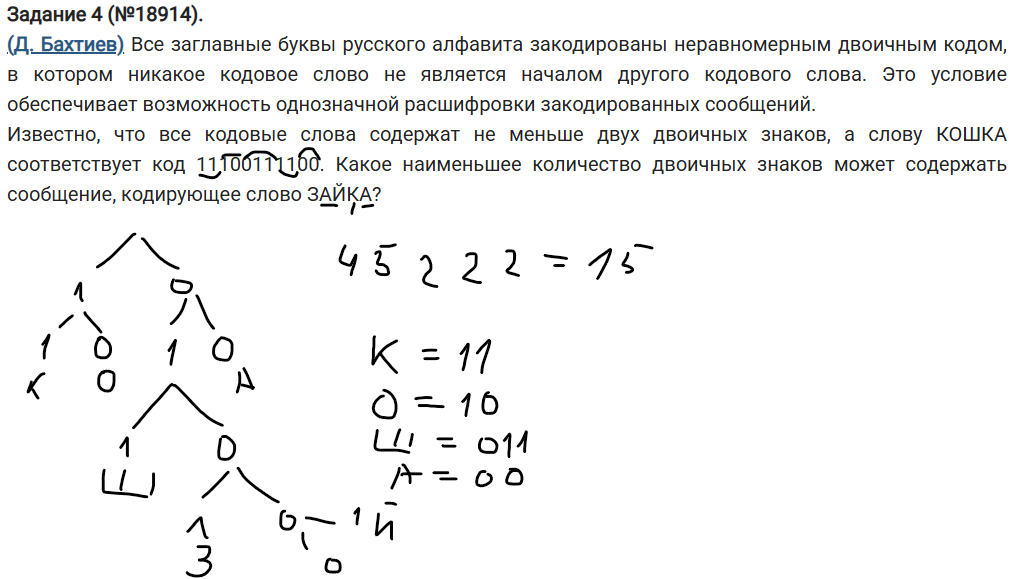 Задание 4 (№18914).
(Д. Бахтиев) Все заглавные буквы русского алфавита закодированы неравномерным двоичным кодом,
в котором никакое кодовое слово не является началом другого кодового слова. Это условие
обеспечивает возможность однозначной расшифровки закодированных сообщений.
Известно, что все кодовые слова содержат не меньше двух двоичных знаков, а слову КОШКА
соответствует код 111001111100. Какое наименьшее количество двоичных знаков может содержать
сообщение, кодирующее слово ЗАЙКА?
4 5 2 2 2 = 15
1 0
1 0 1 0
К О А
К = 11
О = 10
Ш = 011
А = 00
1 0
Ш
1 0 1 Й
З 0